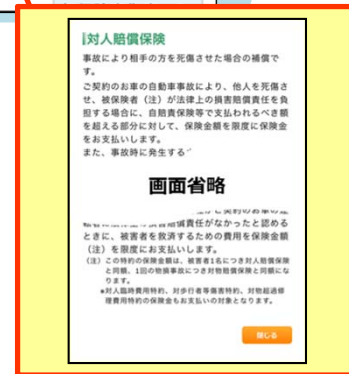 対人賠償保険
事故により相手の方を死傷させた場合の補償で
す。
ご契約のお車の自動車事故により、他人を死傷さ
せ、被保険者（注）が法律上の損害賠償責任を負
担する場合に、自賠責保険等で支払われるべき額
を超える部分に対して、保険金額を限度に保険金
をお支払いします。
また、事故時に発生する
画面省略
償責任がなかったと認める
ときに、被害者を救済するための費用を保険金額
（注）を限度にお支払いします。
（注）この特約の保険金額は、被害者1名につき対人賠償保険
と同額、1回の物損事故につき対物賠償保険と同額にな
ります。
※対人臨時費用特約、対歩行者等傷害特約、対物超過修
理費用特約の保険金もお支払いの対象となります。
閉じる